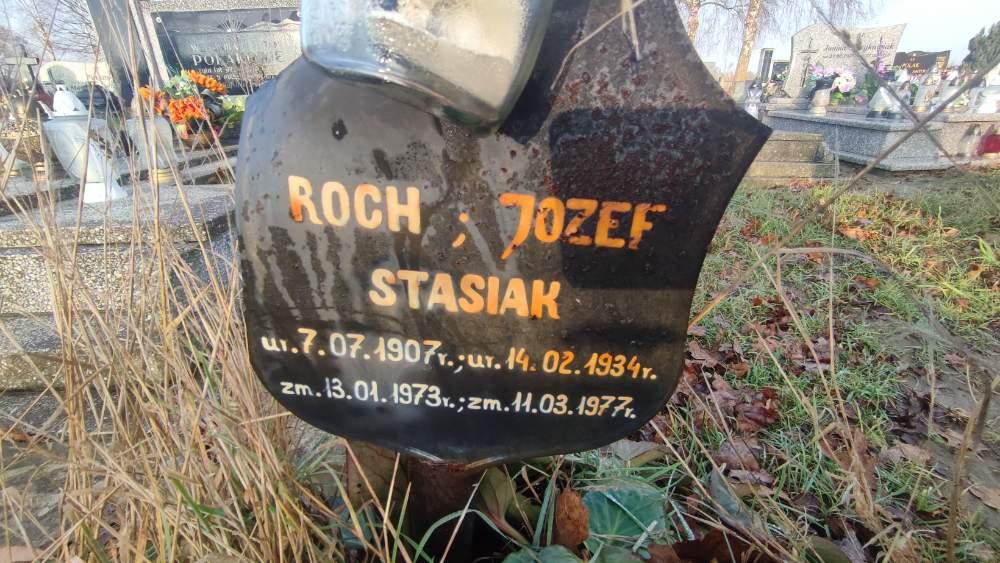 ROCH ; JOZEF
STASIAK
ur.7.07.1907r.;ur.14.02.1934r.
zm.13.01.1973r.;zm.11.03.1977r.
POLAK